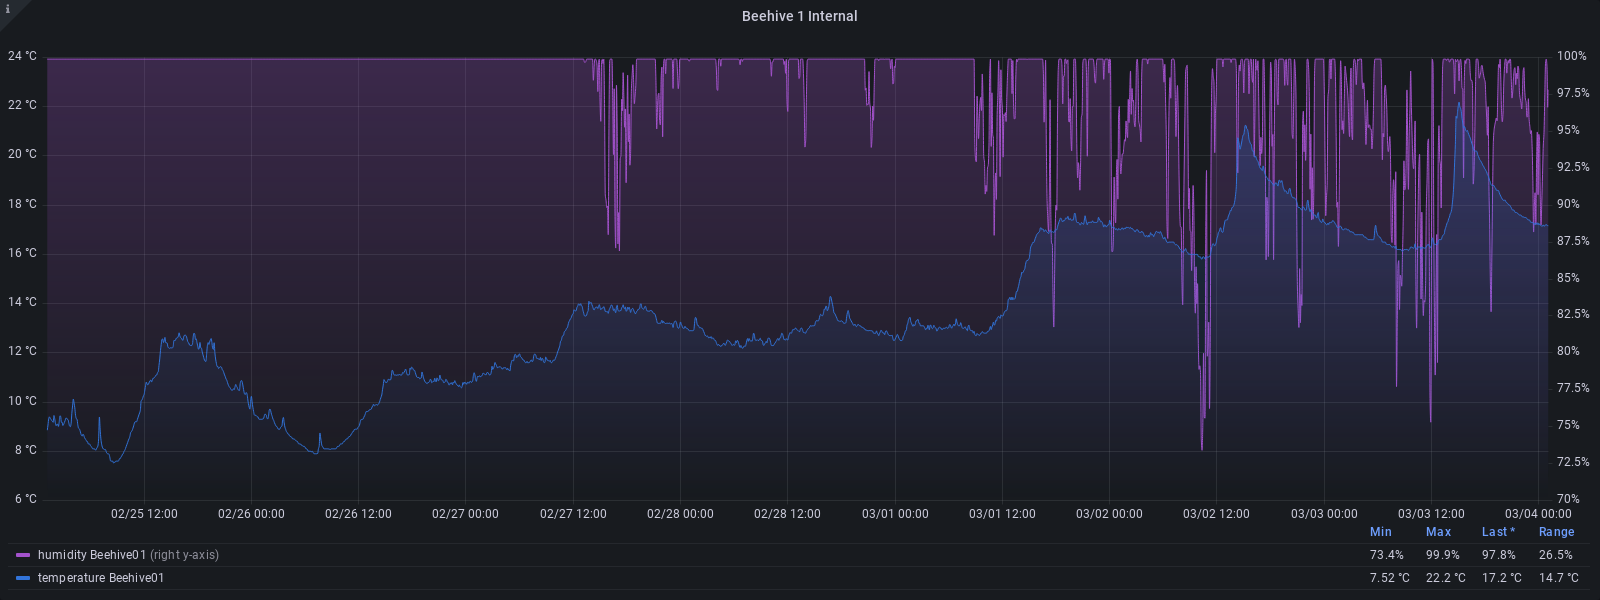 i
Beehive 1 Internal
24 °C 100%
22 °C 97.5%
95%
20 °C 92.5%
18 °C 90%
16 °C 87.5%
85%
14 °C 82.5%
12 °C 80%
10 °C 77.5%
75%
8 °C 72.5%
6 °C 70%
02/25 12:00 02/26 00:00 02/26 12:00 02/27 00:00 02/27 12:00 02/28 00:00 02/28 12:00 03/01 00:00 03/01 12:00 03/02 00:00 03/02 12:00 03/03 00:00 03/03 12:00 03/04 00:00
Min Max Last * Range
humidity Beehive01 (right y-axis) 73.4% 99.9% 97.8% 26.5%
temperature Beehive01 7.52 °C 22.2 °C 17.2 °C 14.7 °C